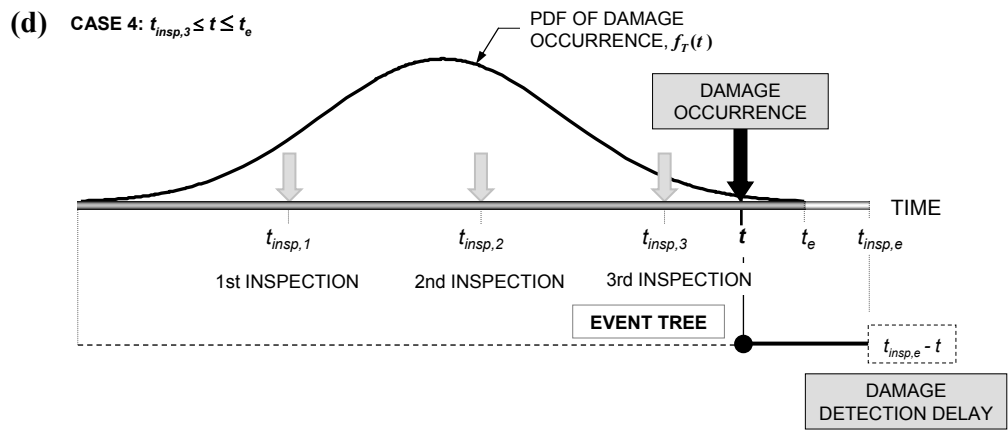 (d) CASE 4: t_insp,3 ≤ t ≤ t_e
PDF OF DAMAGE
OCCURRENCE, f_T(t)
DAMAGE
OCCURRENCE
TIME
t_insp,1 t_insp,2 t_insp,3 t t_e t_insp,e
1st INSPECTION 2nd INSPECTION 3rd INSPECTION
EVENT TREE
t_insp,e - t
DAMAGE
DETECTION DELAY